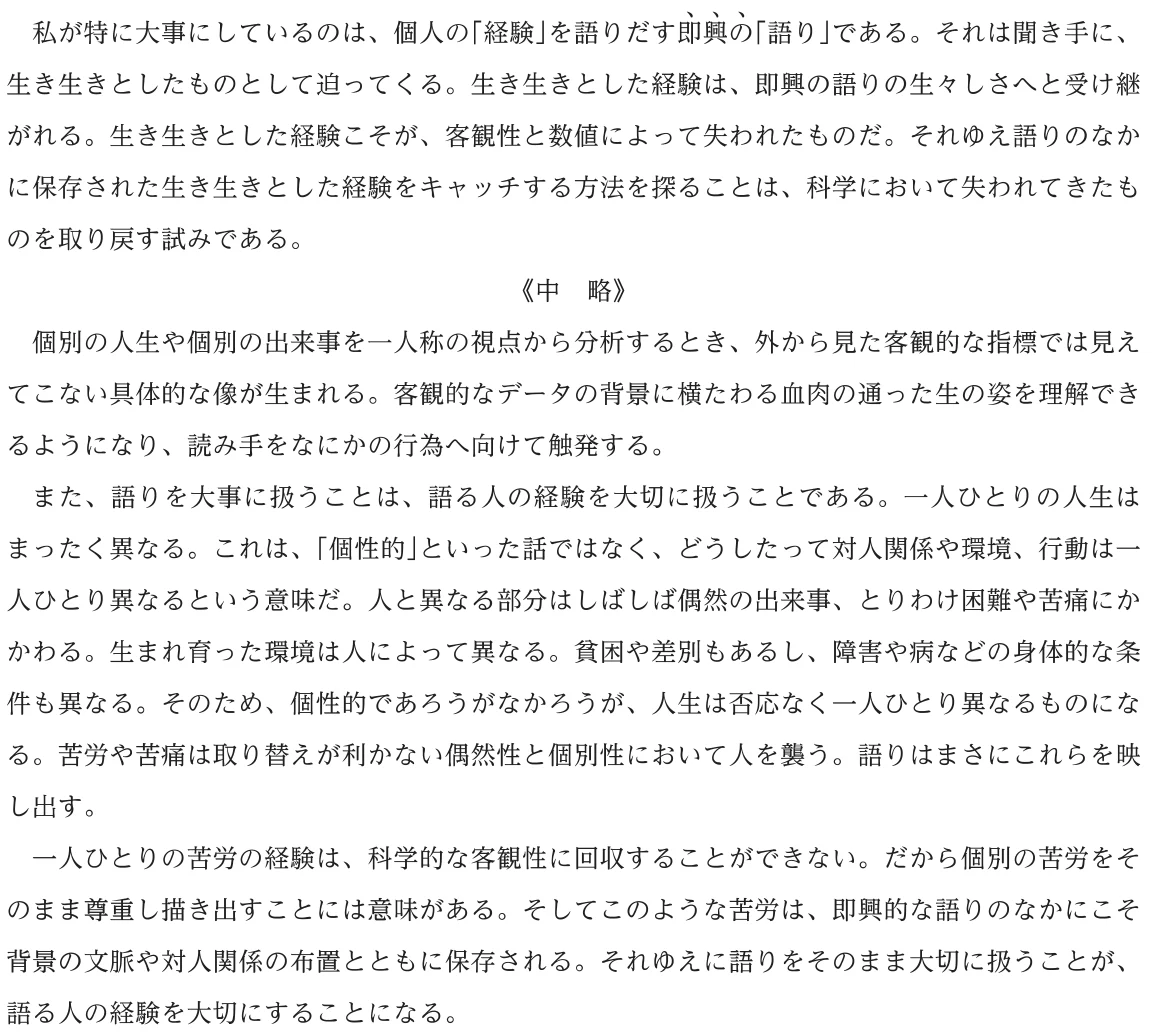 私が特に大事にしているのは、個人の「経験」を語りだす即興の「語り」である。それは聞き手に、
生き生きとしたものとして迫ってくる。生き生きとした経験は、即興の語りの生々しさへと受け継
がれる。生き生きとした経験こそが、客観性と数値によって失われたものだ。それゆえ語りのなか
に保存された生き生きとした経験をキャッチする方法を探ることは、科学において失われてきたも
のを取り戻す試みである。
《中　略》
個別の人生や個別の出来事を一人称の視点から分析するとき、外から見た客観的な指標では見え
てこない具体的な像が生まれる。客観的なデータの背景に横たわる血肉の通った生の姿を理解でき
るようになり、読み手をなにかの行為へ向けて触発する。
また、語りを大事に扱うことは、語る人の経験を大切に扱うことである。一人ひとりの人生は
まったく異なる。これは、「個性的」といった話ではなく、どうしたって対人関係や環境、行動は一
人ひとり異なるという意味だ。人と異なる部分はしばしば偶然の出来事、とりわけ困難や苦痛にか
かわる。生まれ育った環境は人によって異なる。貧困や差別もあるし、障害や病などの身体的な条
件も異なる。そのため、個性的であろうがなかろうが、人生は否応なく一人ひとり異なるものにな
る。苦労や苦痛は取り替えが利かない偶然性と個別性において人を襲う。語りはまさにこれらを映
し出す。
一人ひとりの苦労の経験は、科学的な客観性に回収することができない。だから個別の苦労をそ
のまま尊重し描き出すことには意味がある。そしてこのような苦労は、即興的な語りのなかにこそ
背景の文脈や対人関係の布置とともに保存される。それゆえに語りをそのまま大切に扱うことが、
語る人の経験を大切にすることになる。